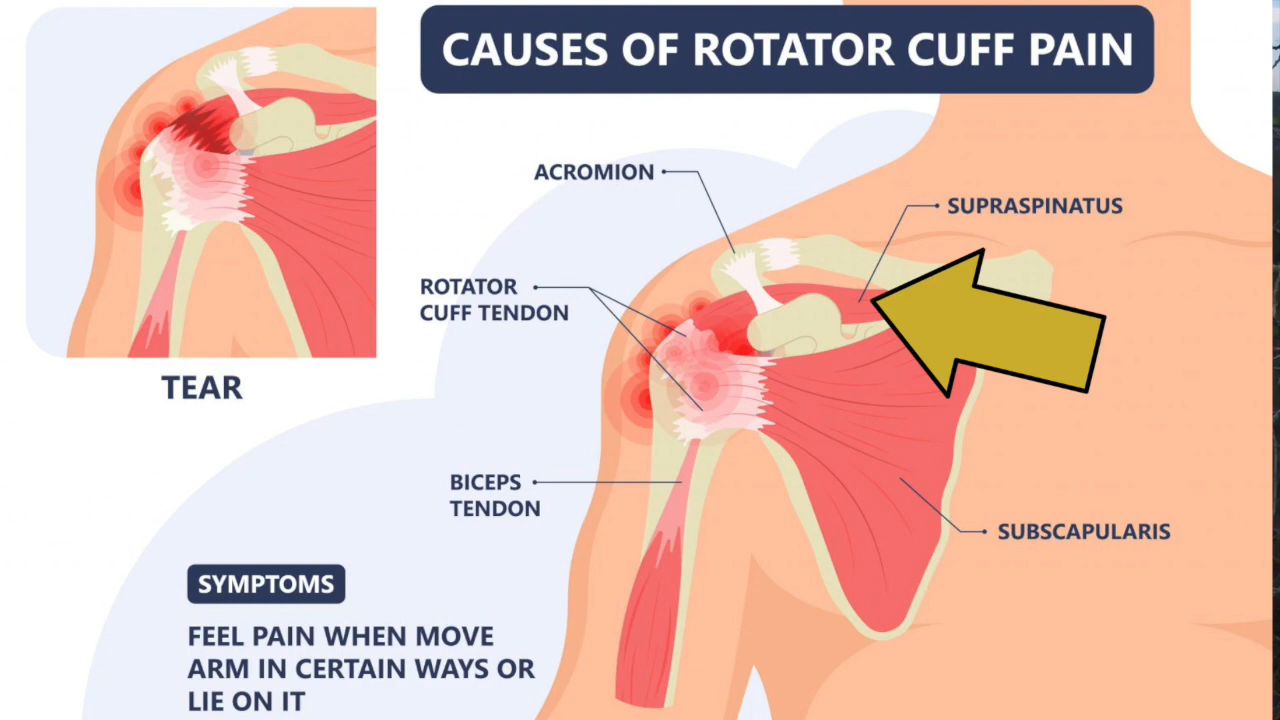 CAUSES OF ROTATOR CUFF PAIN
ACROMION
SUPRASPINATUS
ROTATOR
CUFF TENDON
TEAR
BICEPS
TENDON
SUBSCAPULARIS
SYMPTOMS
FEEL PAIN WHEN MOVE
ARM IN CERTAIN WAYS OR
LIE ON IT